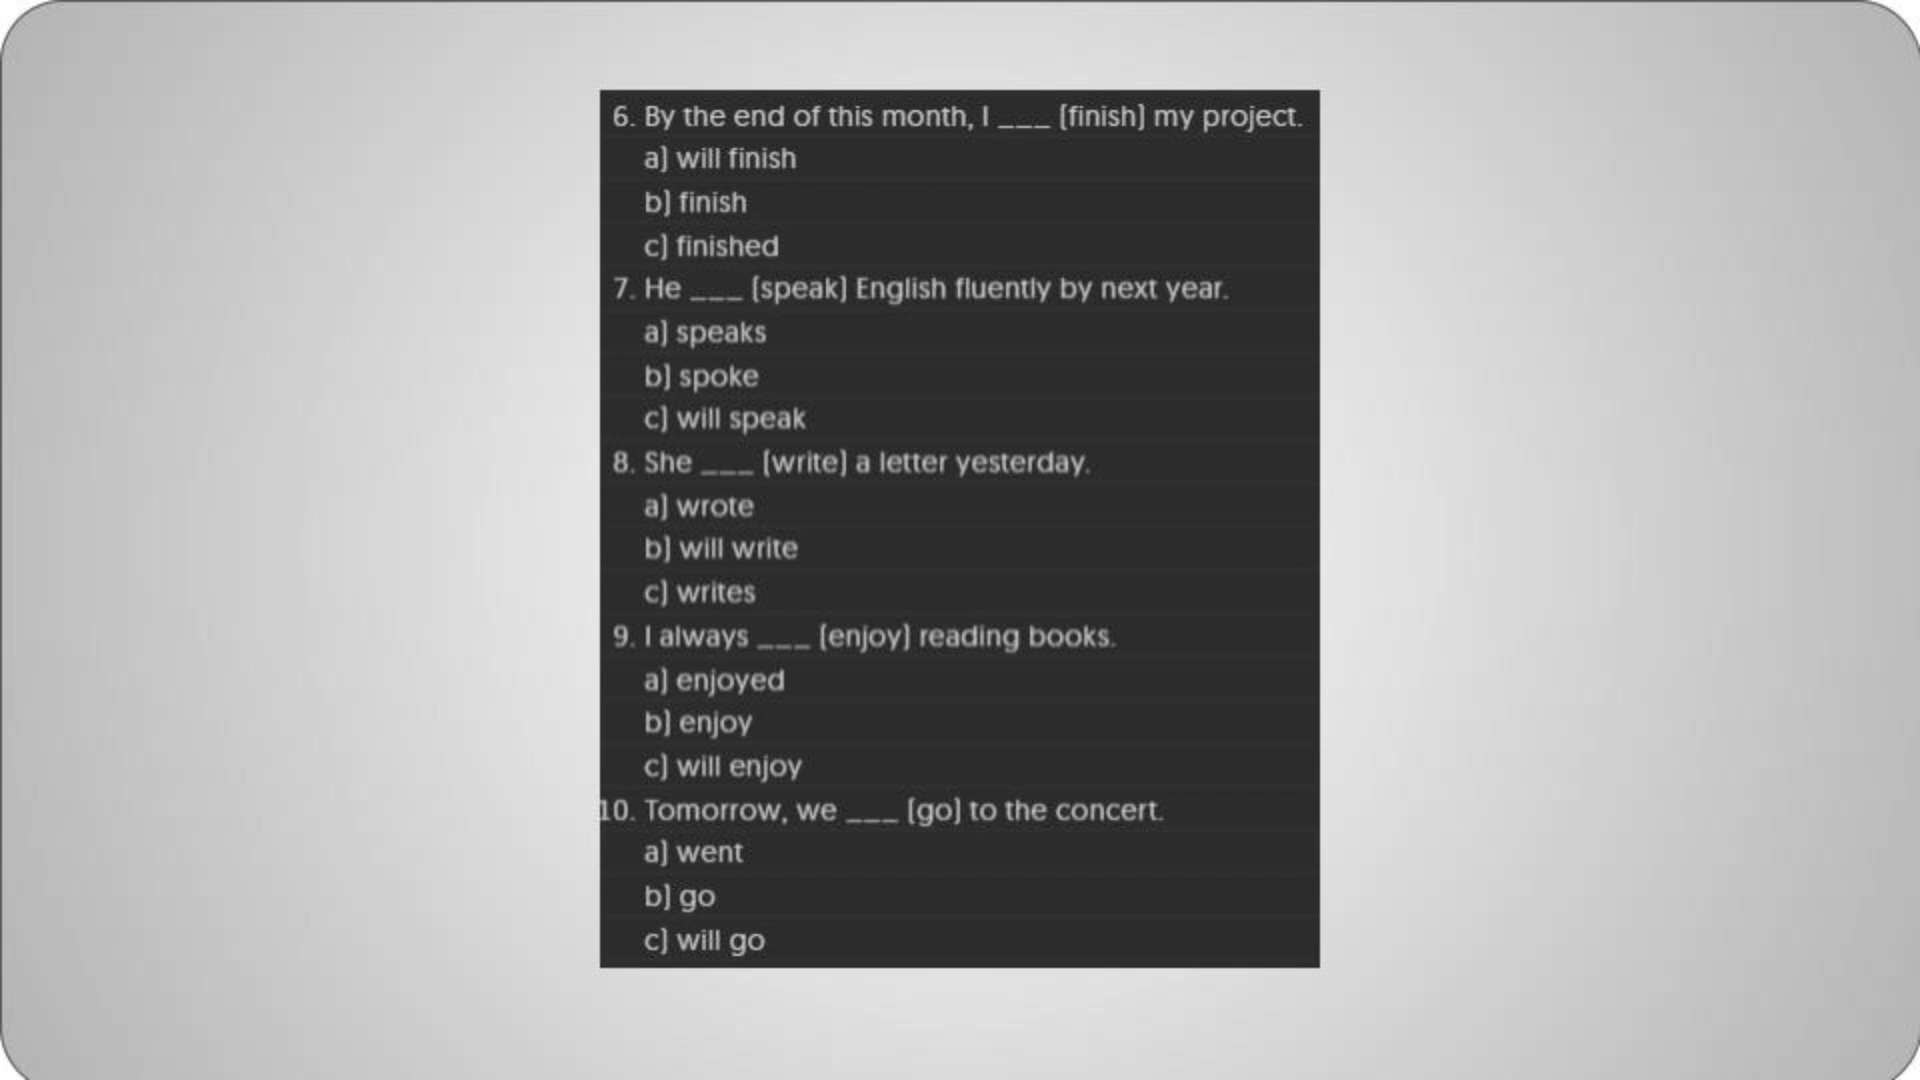 6. By the end of this month, I ___ (finish) my project.
a) will finish
b) finish
c) finished
7. He ___ (speak) English fluently by next year.
a) speaks
b) spoke
c) will speak
8. She ___ (write) a letter yesterday.
a) wrote
b) will write
c) writes
9. I always ___ (enjoy) reading books.
a) enjoyed
b) enjoy
c) will enjoy
10. Tomorrow, we ___ (go) to the concert.
a) went
b) go
c) will go